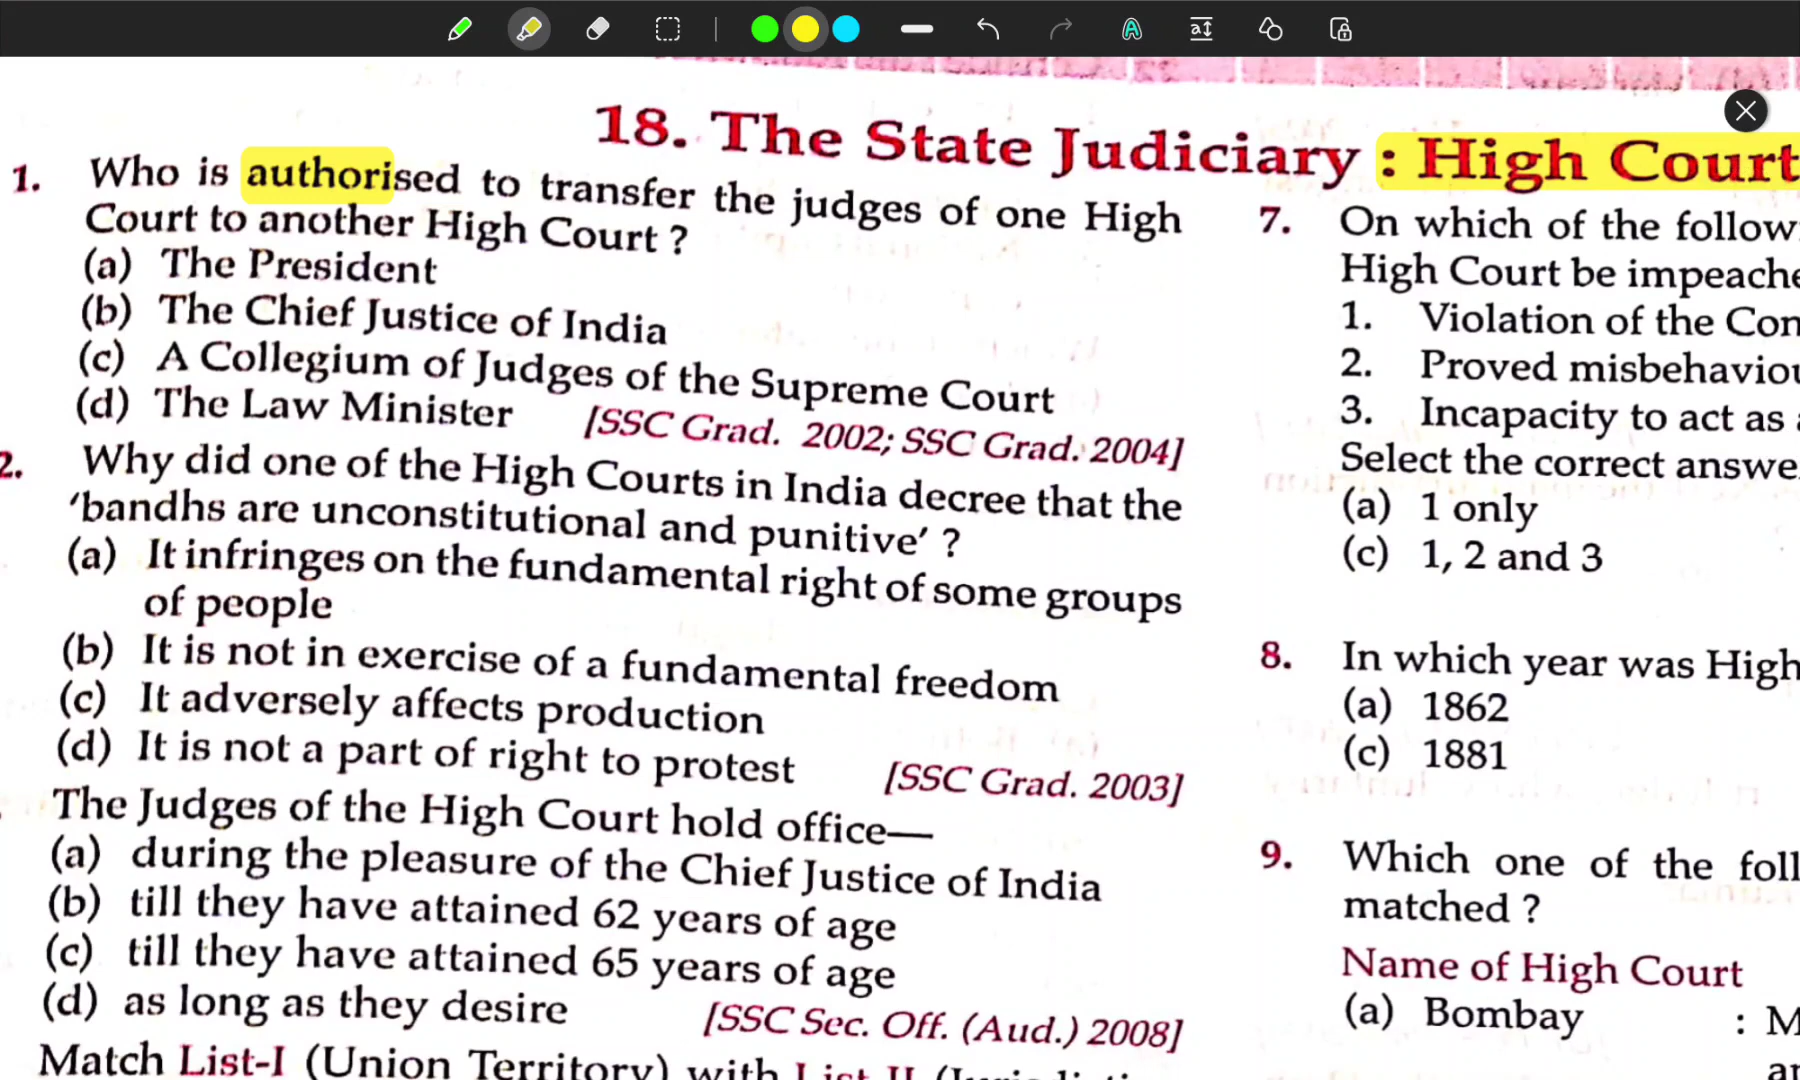 18. The State Judiciary : High Court
1. Who is authorised to transfer the judges of one High
Court to another High Court ?
(a) The President
(b) The Chief Justice of India
(c) A Collegium of Judges of the Supreme Court
(d) The Law Minister [SSC Grad. 2002; SSC Grad. 2004]
2. Why did one of the High Courts in India decree that the
‘bandhs are unconstitutional and punitive’ ?
(a) It infringes on the fundamental right of some groups
of people
(b) It is not in exercise of a fundamental freedom
(c) It adversely affects production
(d) It is not a part of right to protest [SSC Grad. 2003]
The Judges of the High Court hold office—
(a) during the pleasure of the Chief Justice of India
(b) till they have attained 62 years of age
(c) till they have attained 65 years of age
(d) as long as they desire [SSC Sec. Off. (Aud.) 2008]
Match List-I (Union Territory) with List
7. On which of the follow
High Court be impeache
1. Violation of the Con
2. Proved misbehaviou
3. Incapacity to act as
Select the correct answe
(a) 1 only
(c) 1, 2 and 3
8. In which year was High
(a) 1862
(c) 1881
9. Which one of the foll
matched ?
Name of High Court
(a) Bombay : M